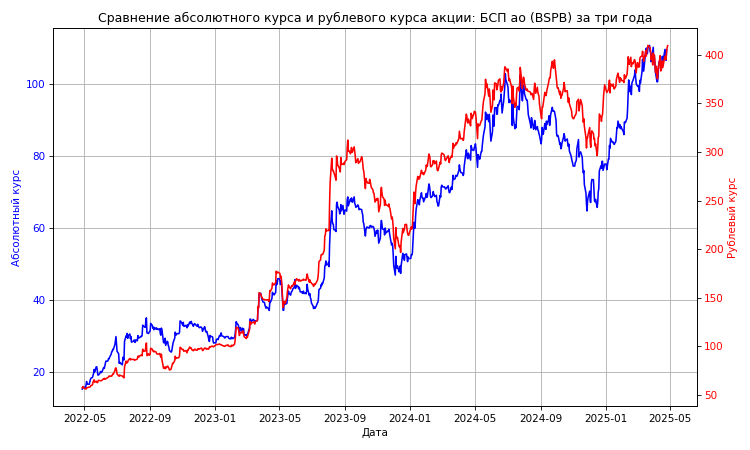 Сравнение абсолютного курса и рублевого курса акции: БСП ао (BSPB) за три года
Абсолютный курс
100
80
60
40
20
400
350
300
250
200
150
100
50
Рублевый курс
2022-05 2022-09 2023-01 2023-05 2023-09 2024-01 2024-05 2024-09 2025-01 2025-05
Дата